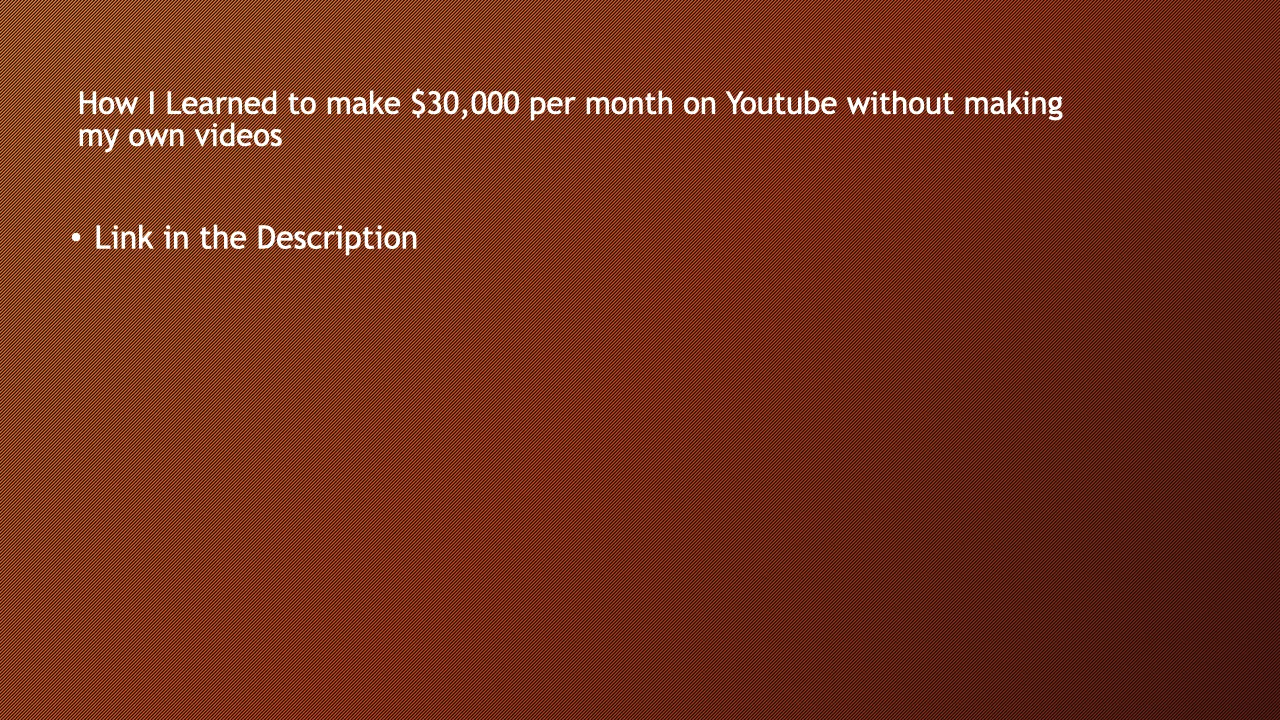 How I Learned to make $30,000 per month on Youtube without making
my own videos
• Link in the Description